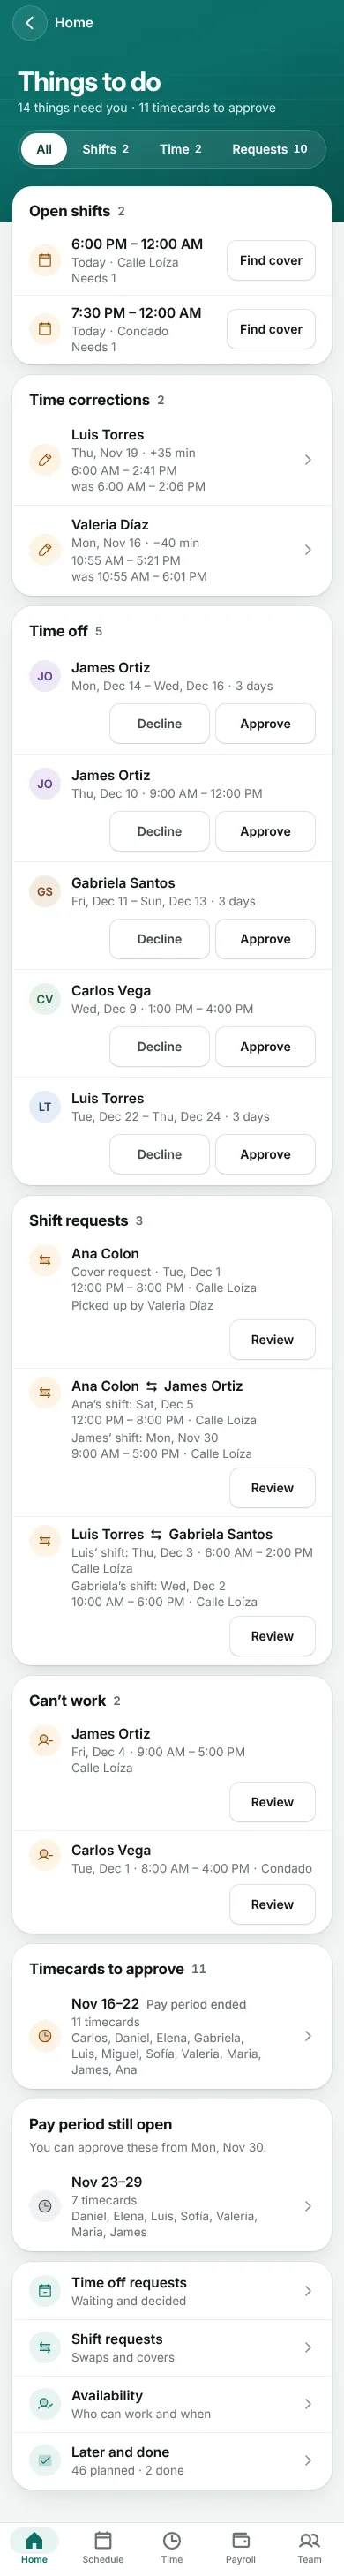 Home
Things to do
14 things need you · 11 timecards to approve
All Shifts 2 Time 2 Requests 10
Open shifts 2
6:00 PM – 12:00 AM
Today · Calle Loíza
Needs 1
Find cover
7:30 PM – 12:00 AM
Today · Condado
Needs 1
Find cover
Time corrections 2
Luis Torres
Thu, Nov 19 · +35 min
6:00 AM – 2:41 PM
was 6:00 AM – 2:06 PM
Valeria Díaz
Mon, Nov 16 · −40 min
10:55 AM – 5:21 PM
was 10:55 AM – 6:01 PM
Time off 5
JO James Ortiz
Mon, Dec 14 – Wed, Dec 16 · 3 days
Decline Approve
JO James Ortiz
Thu, Dec 10 · 9:00 AM – 12:00 PM
Decline Approve
GS Gabriela Santos
Fri, Dec 11 – Sun, Dec 13 · 3 days
Decline Approve
CV Carlos Vega
Wed, Dec 9 · 1:00 PM – 4:00 PM
Decline Approve
LT Luis Torres
Tue, Dec 22 – Thu, Dec 24 · 3 days
Decline Approve
Shift requests 3
Ana Colon
Cover request · Tue, Dec 1
12:00 PM – 8:00 PM · Calle Loíza
Picked up by Valeria Díaz
Review
Ana Colon ⇆ James Ortiz
Ana’s shift: Sat, Dec 5
12:00 PM – 8:00 PM · Calle Loíza
James’ shift: Mon, Nov 30
9:00 AM – 5:00 PM · Calle Loíza
Review
Luis Torres ⇆ Gabriela Santos
Luis’ shift: Thu, Dec 3 · 6:00 AM – 2:00 PM
Calle Loíza
Gabriela’s shift: Wed, Dec 2
10:00 AM – 6:00 PM · Calle Loíza
Review
Can’t work 2
James Ortiz
Fri, Dec 4 · 9:00 AM – 5:00 PM
Calle Loíza
Review
Carlos Vega
Tue, Dec 1 · 8:00 AM – 4:00 PM · Condado
Review
Timecards to approve 11
Nov 16–22 Pay period ended
11 timecards
Carlos, Daniel, Elena, Gabriela,
Luis, Miguel, Sofía, Valeria, Maria,
James, Ana
Pay period still open
You can approve these from Mon, Nov 30.
Nov 23–29
7 timecards
Daniel, Elena, Luis, Sofía, Valeria,
Maria, James
Time off requests
Waiting and decided
Shift requests
Swaps and covers
Availability
Who can work and when
Later and done
46 planned · 2 done
Home Schedule Time Payroll Team